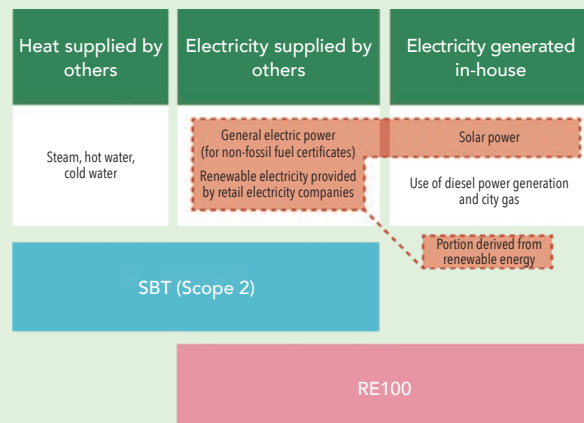 Heat supplied by
others
Electricity supplied by
others
Electricity generated
in-house
Steam, hot water,
cold water
General electric power
(for non-fossil fuel certificates)
Renewable electricity provided
by retail electricity companies
Solar power
Use of diesel power generation
and city gas
Portion derived from
renewable energy
SBT (Scope 2)
RE100